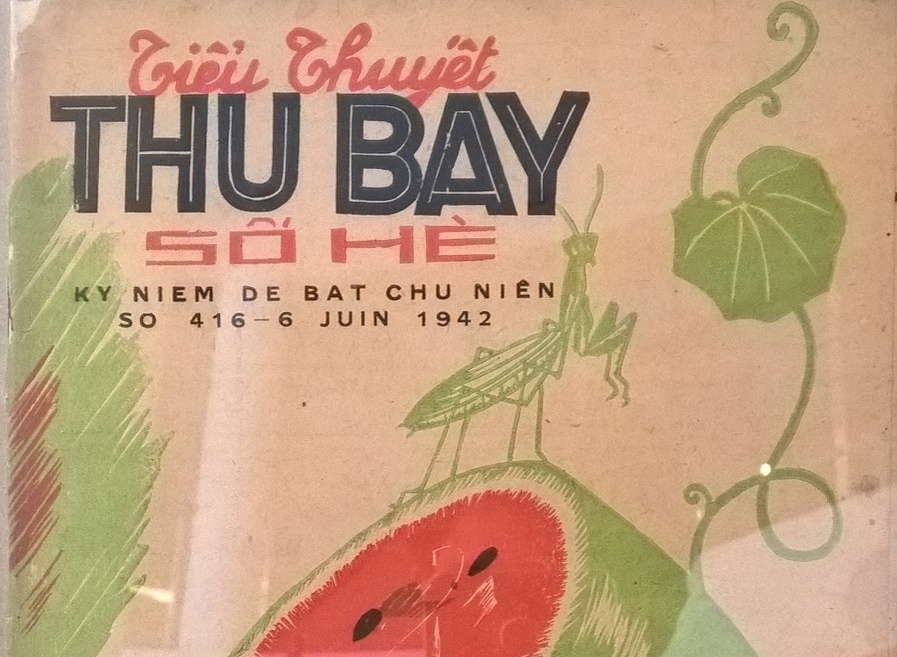 Tiểu Thuyết
THU BAY
SỐ HÈ
KY NIEM DE BAT CHU NIÊN
SO 416-6 JUIN 1942